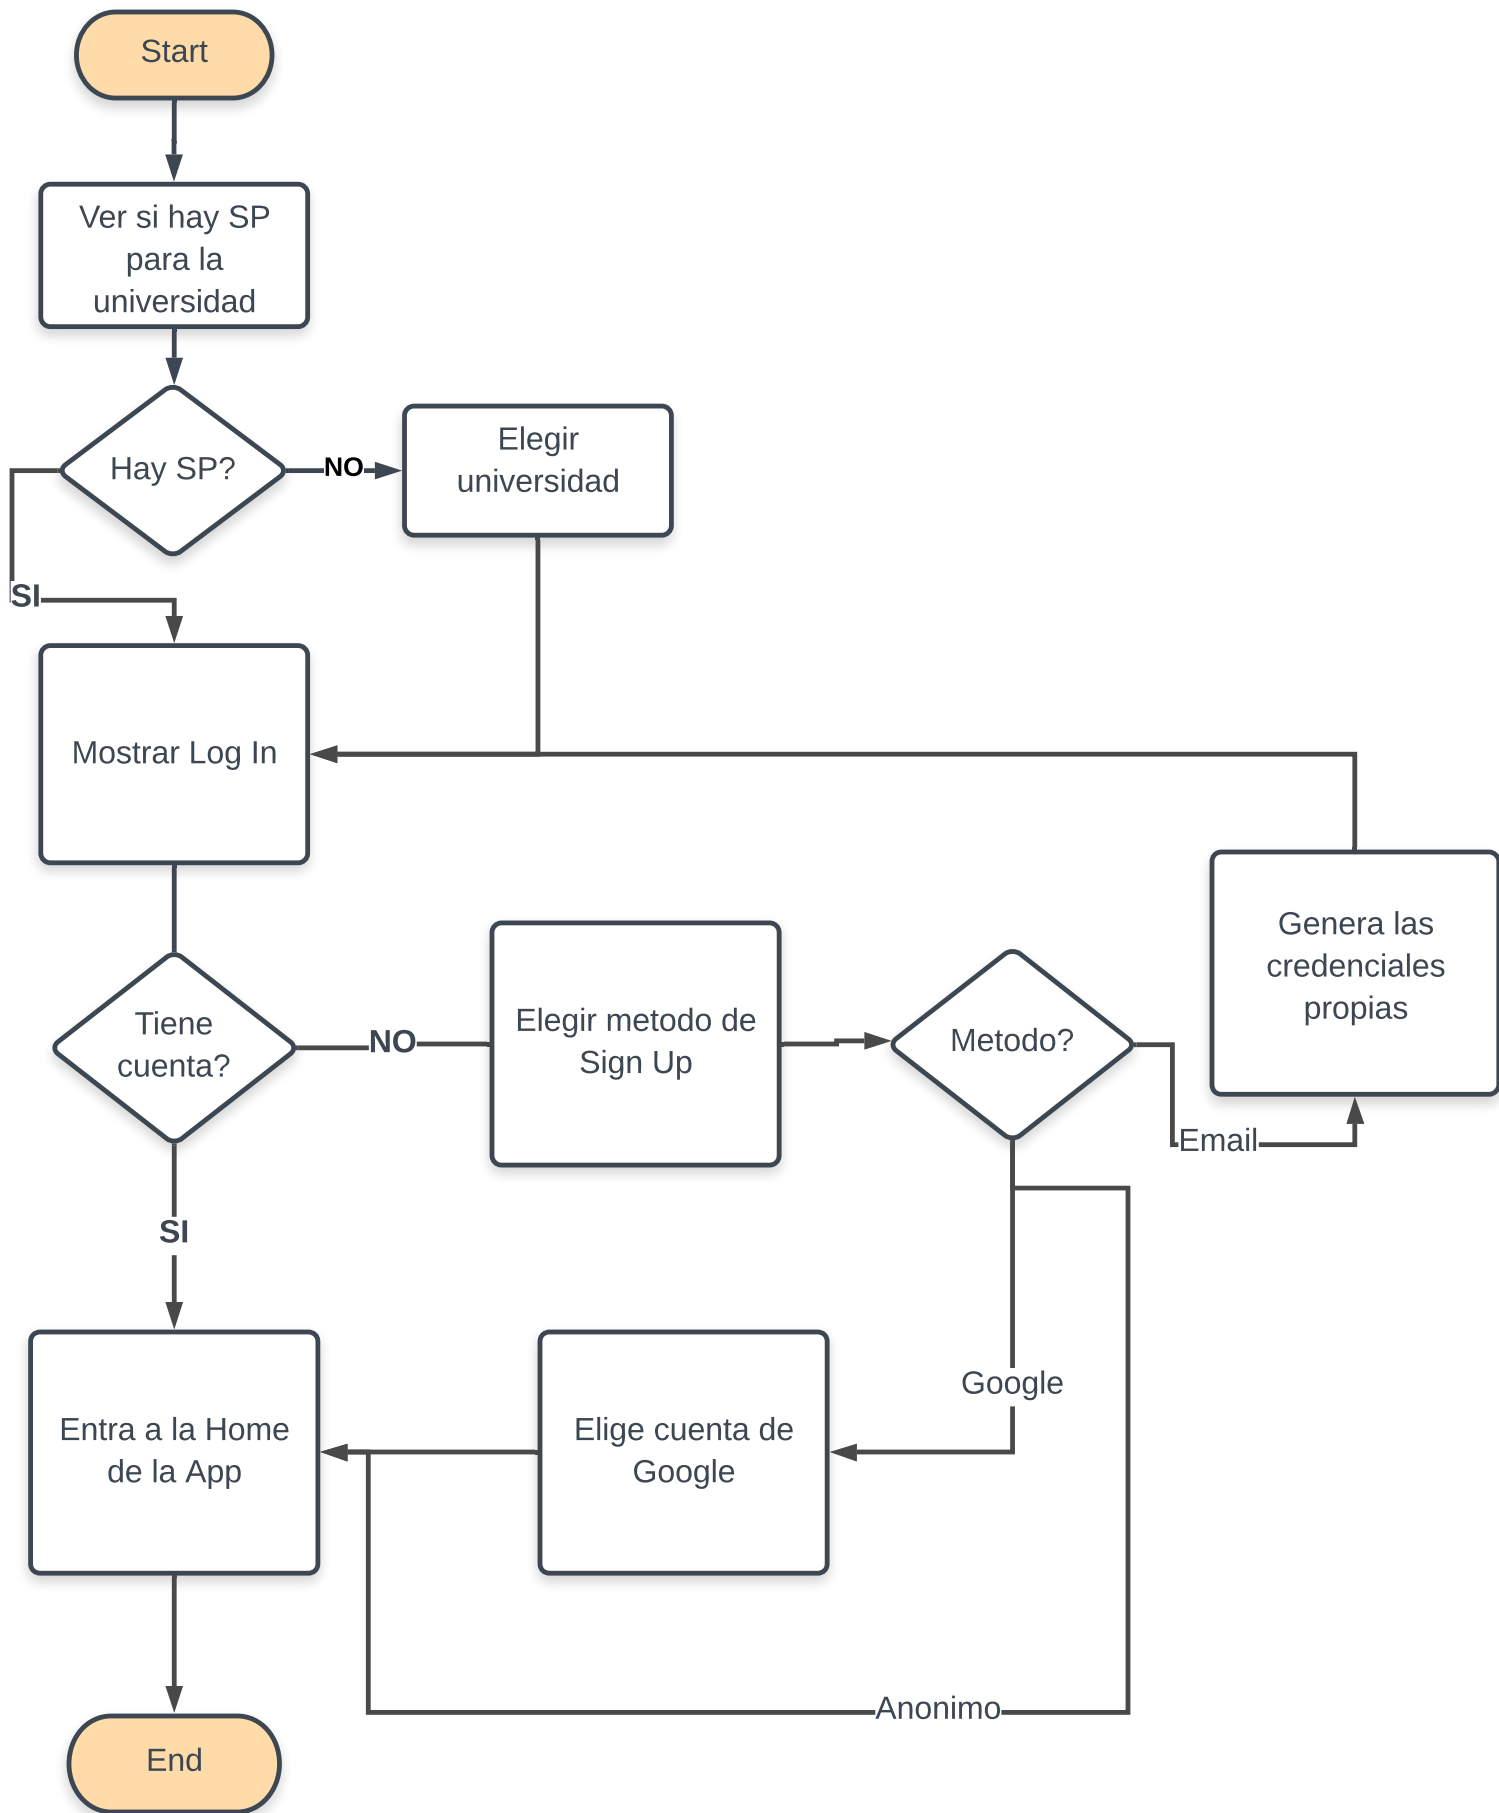 Start
Ver si hay SP
para la
universidad
Hay SP?
NO
Elegir
universidad
SI
Mostrar Log In
Tiene
cuenta?
NO
Elegir metodo de
Sign Up
Metodo?
Genera las
credenciales
propias
Email
SI
Google
Entra a la Home
de la App
Elige cuenta de
Google
Anonimo
End